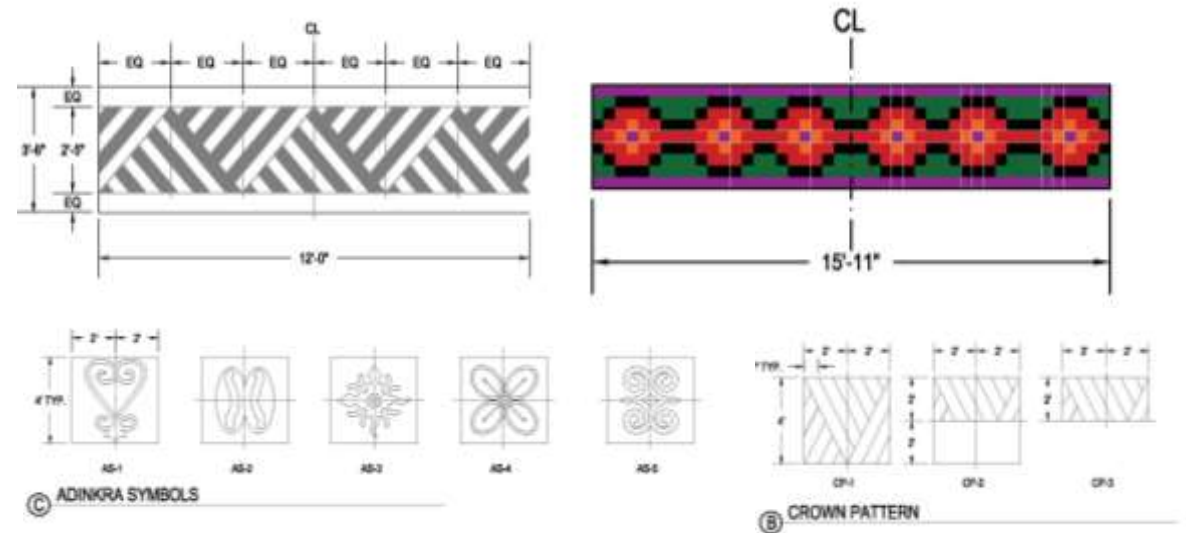 CL
EQ EQ EQ EQ EQ EQ
EQ
3'-6"
EQ
12'-0"
CL
15'-11"
2' 2'
4' TYP.
AS-1 AS-2 AS-3 AS-4 AS-5
C ADINKRA SYMBOLS
2' 2' 2' 2' 2' 2'
TYP.
4'
2'
2'
2'
CP-1 CP-2 CP-3
B CROWN PATTERN